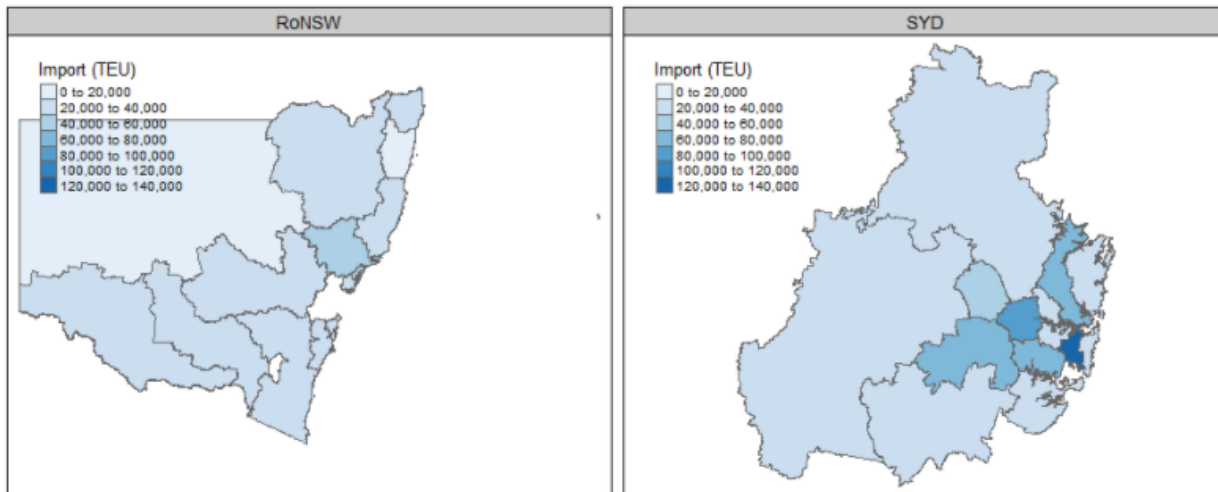 RoNSW
Import (TEU)
0 to 20,000
20,000 to 40,000
40,000 to 60,000
60,000 to 80,000
80,000 to 100,000
100,000 to 120,000
120,000 to 140,000
SYD
Import (TEU)
0 to 20,000
20,000 to 40,000
40,000 to 60,000
60,000 to 80,000
80,000 to 100,000
100,000 to 120,000
120,000 to 140,000